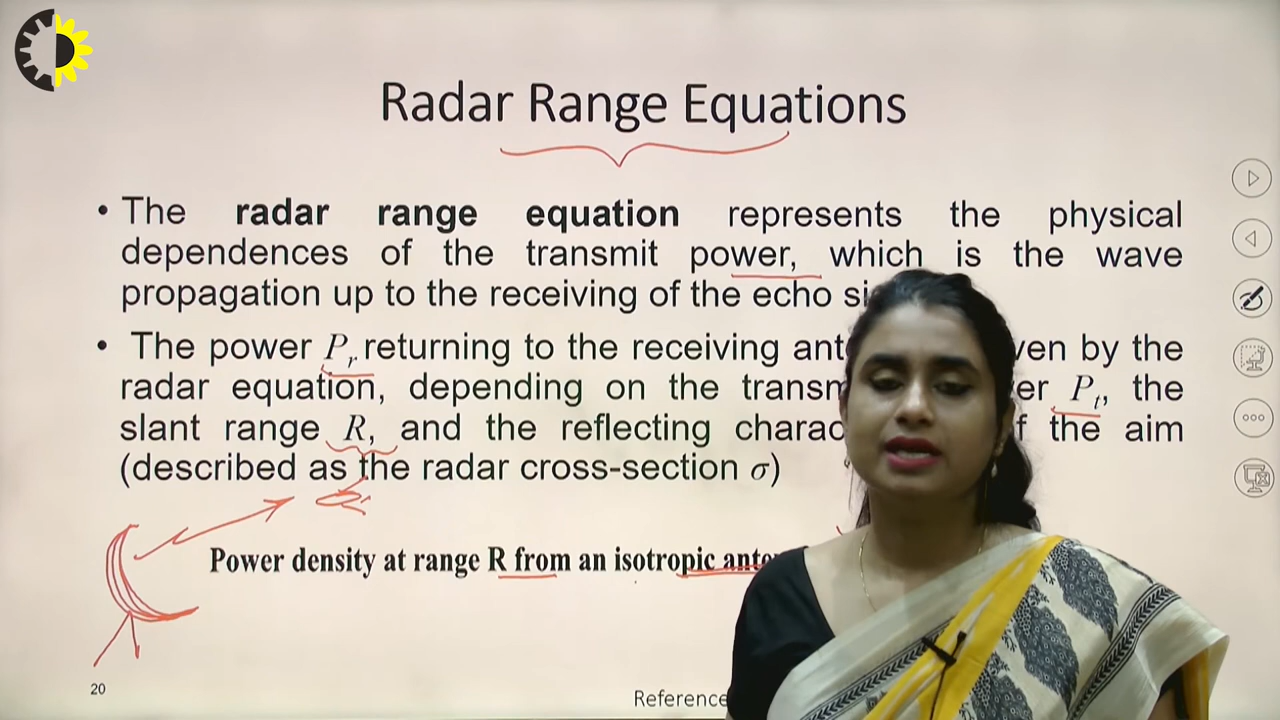 Radar Range Equations
• The radar range equation represents the physical
dependences of the transmit power, which is the wave
propagation up to the receiving of the echo
• The power Pr returning to the receiving by the
radar equation, depending on the Pt, the
slant range R, and the reflecting the aim
(described as the radar cross-section σ)
Power density at range R from an isotropic
20
Reference